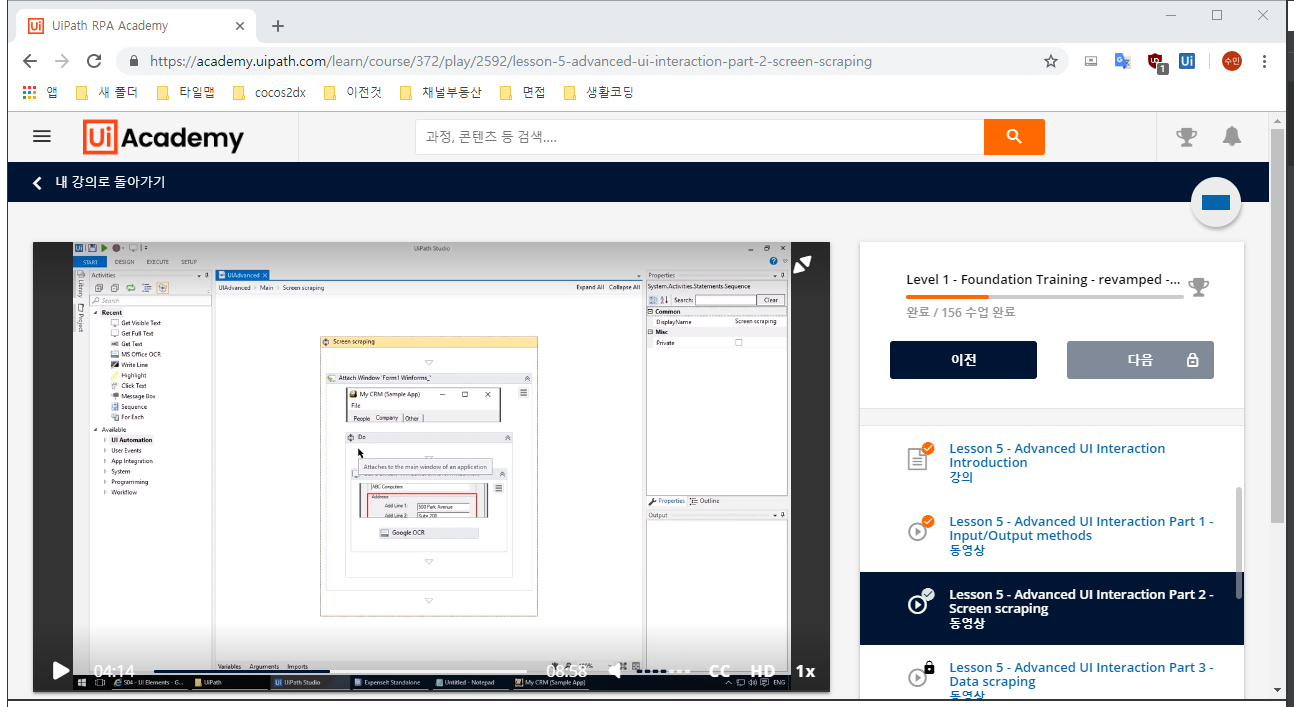 Ui UiPath RPA Academy
https://academy.uipath.com/learn/course/372/play/2592/lesson-5-advanced-ui-interaction-part-2-screen-scraping
1 Ui 수민
앱 새 폴더 타일맵 cocos2dx 이전것 채널부동산 면접 생활코딩
Ui Academy
과정, 콘텐츠 등 검색....
내 강의로 돌아가기
UiPath Studio
START DESIGN EXECUTE SETUP
Activities
Library
Project
Search
Recent
Get Visible Text
Get Full Text
Get Text
MS Office OCR
Write Line
Highlight
Click Text
Message Box
Sequence
For Each
Available
UI Automation
User Events
App Integration
System
Programming
Workflow
UIAdvanced
UIAdvanced > Main > Screen scraping
Expand All Collapse All
Screen scraping
Attach Window 'Form1 Winforms_'
My CRM (Sample App)
File
People Company Other
Do
Attaches to the main window of an application
ABC Computers
Address
Add Line 1: 500 Park Avenue
Add Line 2: Suite 200
Google OCR
Variables Arguments Imports
Properties
System.Activities.Statements.Sequence
Search: Clear
Common
DisplayName Screen scraping
Misc
Private
Properties Outline
Output
04:14 08:58 CC HD 1x
S04 - UI Elements - G... UiPath UiPath Studio ExpenseIt Standalone Untitled - Notepad My CRM (Sample App) ENG
Level 1 - Foundation Training - revamped -...
완료 / 156 수업 완료
이전 다음
Lesson 5 - Advanced UI Interaction
Introduction
강의
Lesson 5 - Advanced UI Interaction Part 1 -
Input/Output methods
동영상
Lesson 5 - Advanced UI Interaction Part 2 -
Screen scraping
동영상
Lesson 5 - Advanced UI Interaction Part 3 -
Data scraping
동영상